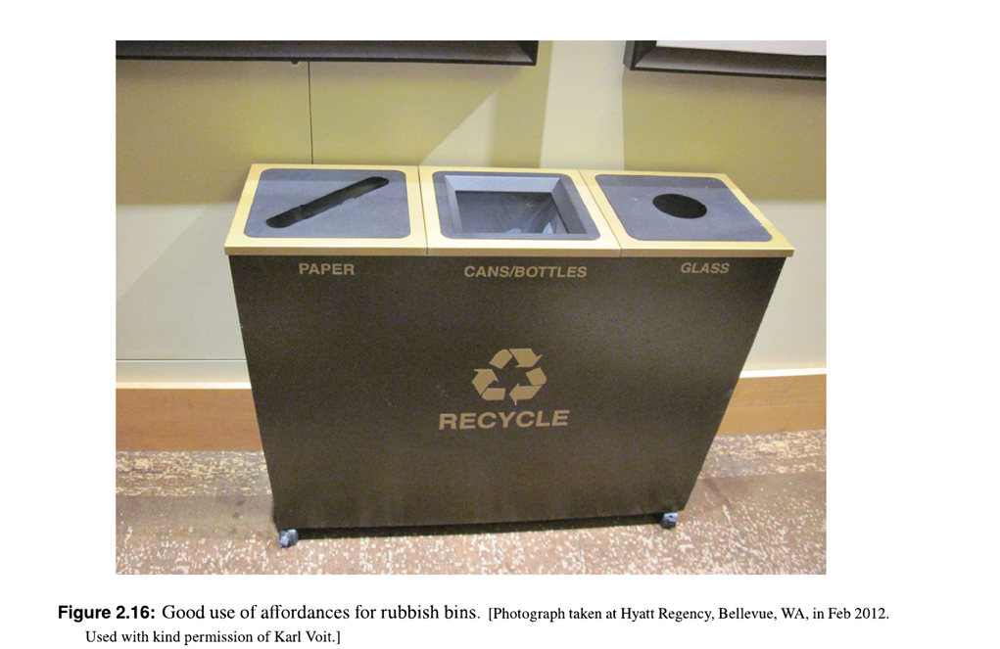 PAPER
CANS/BOTTLES
GLASS
RECYCLE
Figure 2.16: Good use of affordances for rubbish bins. [Photograph taken at Hyatt Regency, Bellevue, WA, in Feb 2012.
Used with kind permission of Karl Voit.]